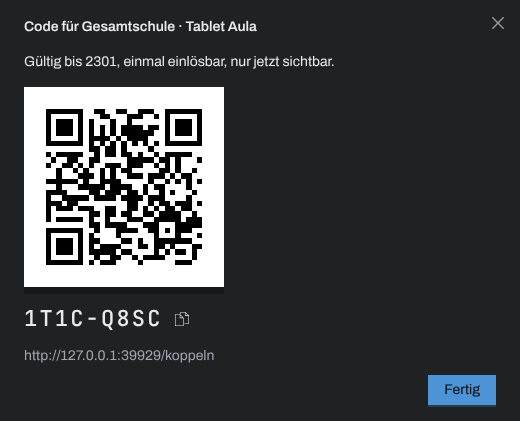 Code für Gesamtschule · Tablet Aula
Gültig bis 2301, einmal einlösbar, nur jetzt sichtbar.
1T1C-Q8SC
http://127.0.0.1:39929/koppeln
Fertig